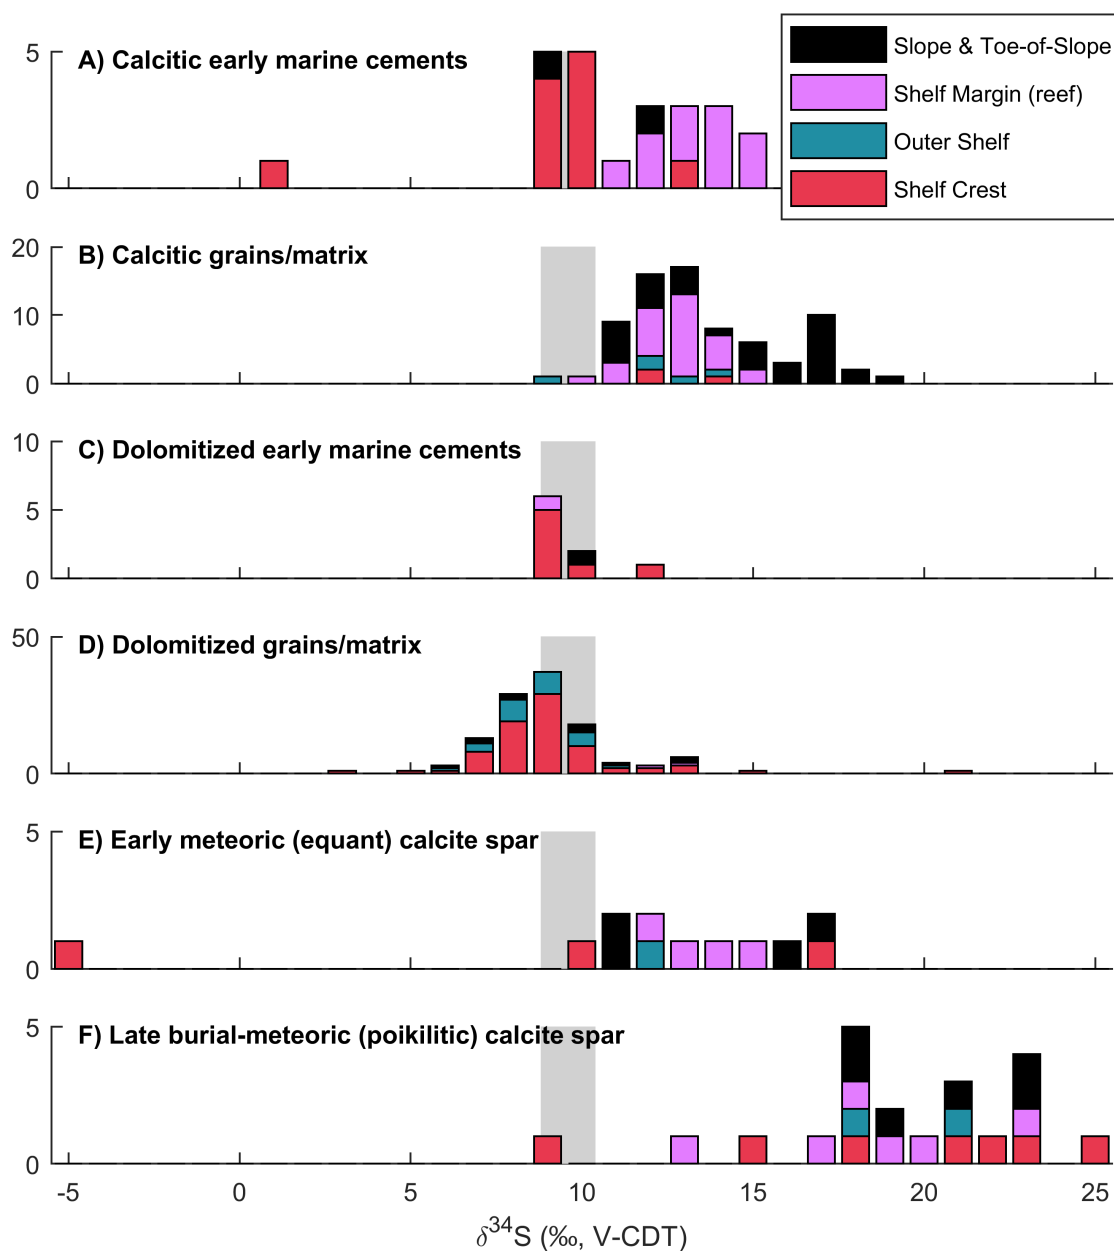 Slope & Toe-of-Slope
Shelf Margin (reef)
Outer Shelf
Shelf Crest
A) Calcitic early marine cements
5
0
B) Calcitic grains/matrix
20
10
0
C) Dolomitized early marine cements
10
5
0
D) Dolomitized grains/matrix
50
0
E) Early meteoric (equant) calcite spar
5
0
F) Late burial-meteoric (poikilitic) calcite spar
5
0
-5 0 5 10 15 20 25
δ³⁴S (‰, V-CDT)